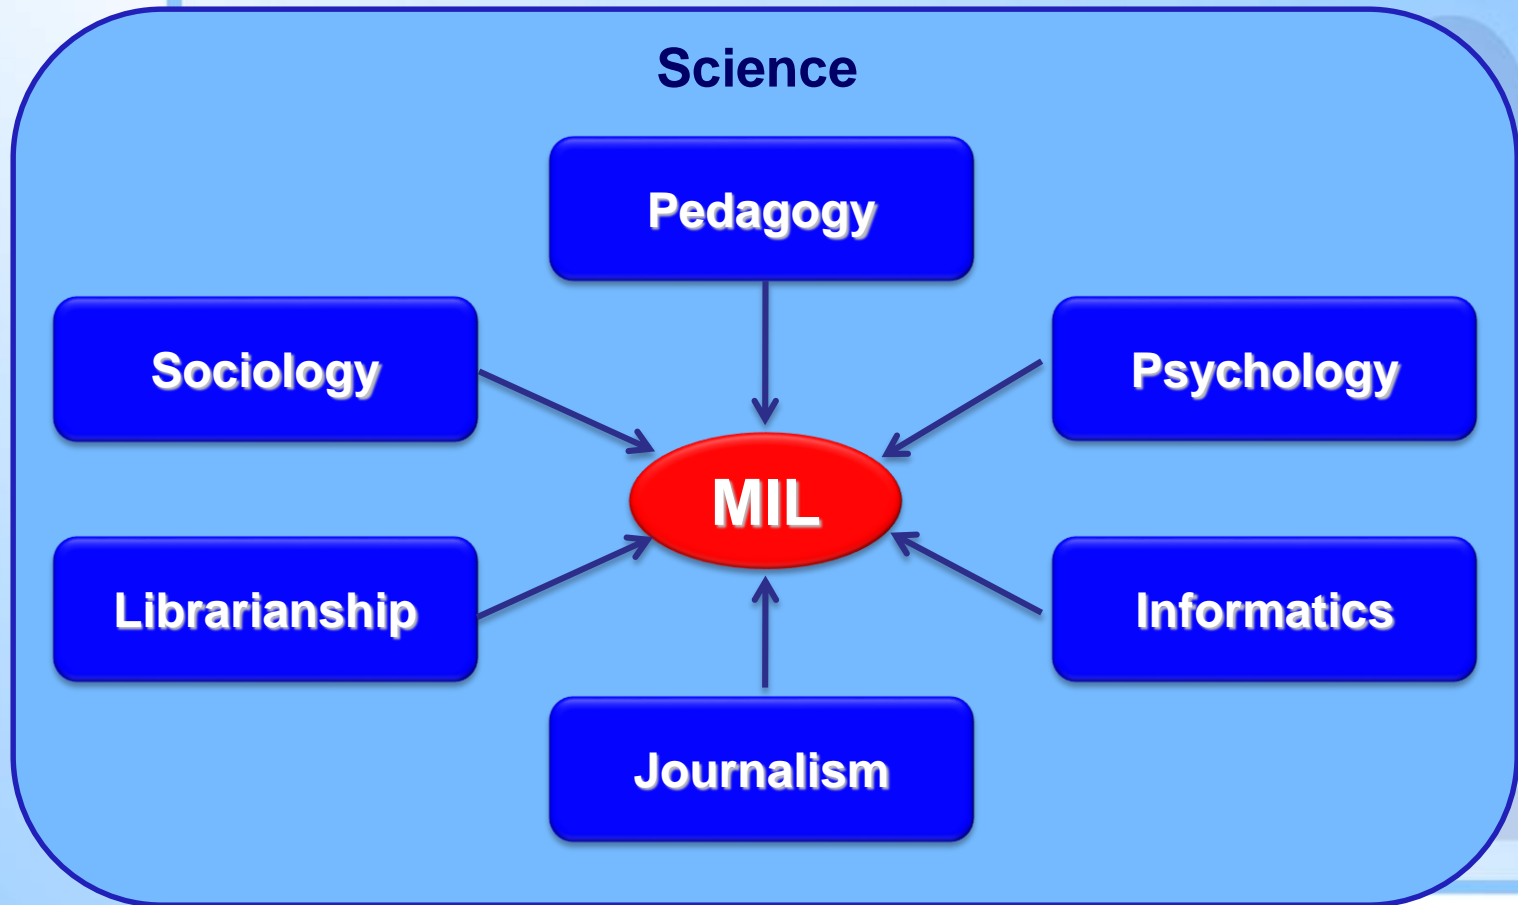 Science
Pedagogy
Sociology
Psychology
MIL
Librarianship
Informatics
Journalism